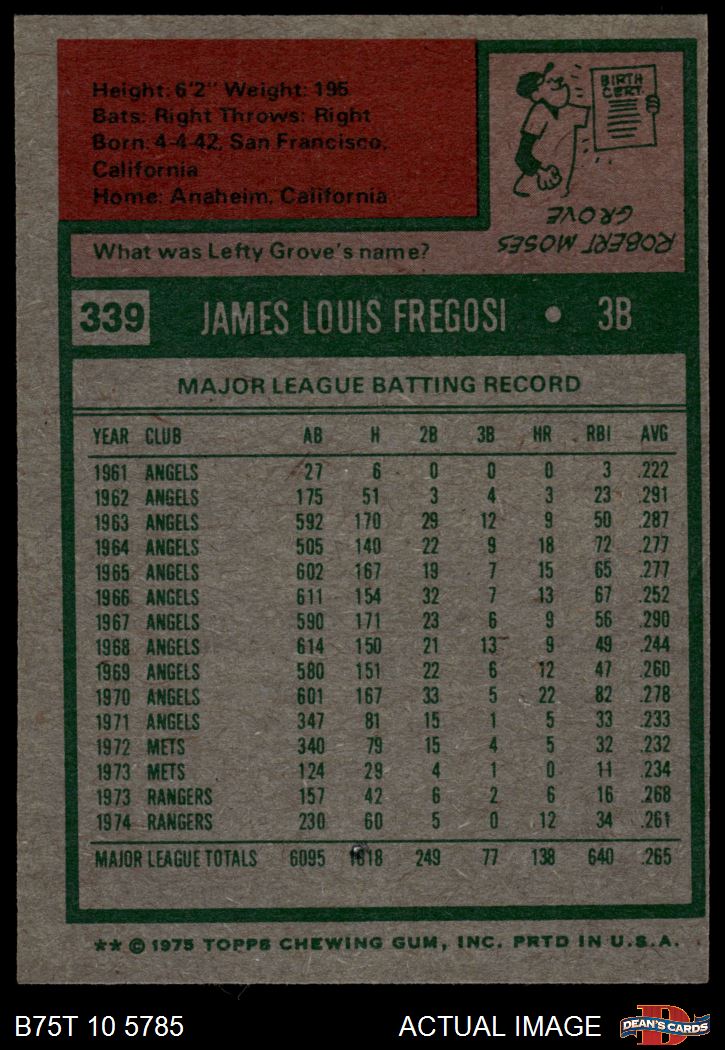 Height: 6'2" Weight: 195
Bats: Right Throws: Right
Born: 4-4-42, San Francisco,
California
Home: Anaheim, California
BIRTH
CERT.
ROBERT MOSES
GROVE
What was Lefty Grove's name?
339 JAMES LOUIS FREGOSI • 3B
MAJOR LEAGUE BATTING RECORD
YEAR CLUB AB H 2B 3B HR RBI AVG
1961 ANGELS 27 6 0 0 0 3 .222
1962 ANGELS 175 51 3 4 3 23 .291
1963 ANGELS 592 170 29 12 9 50 .287
1964 ANGELS 505 140 22 9 18 72 .277
1965 ANGELS 602 167 19 7 15 65 .277
1966 ANGELS 611 154 32 7 13 67 .252
1967 ANGELS 590 171 23 6 9 56 .290
1968 ANGELS 614 150 21 13 9 49 .244
1969 ANGELS 580 151 22 6 12 47 .260
1970 ANGELS 601 167 33 5 22 82 .278
1971 ANGELS 347 81 15 1 5 33 .233
1972 METS 340 79 15 4 5 32 .232
1973 METS 124 29 4 1 0 11 .234
1973 RANGERS 157 42 6 2 6 16 .268
1974 RANGERS 230 60 5 0 12 34 .261
MAJOR LEAGUE TOTALS 6095 1618 249 77 138 640 .265
** © 1975 TOPPS CHEWING GUM, INC. PRTD IN U.S.A.
B75T 10 5785 ACTUAL IMAGE D DEAN'S CARDS